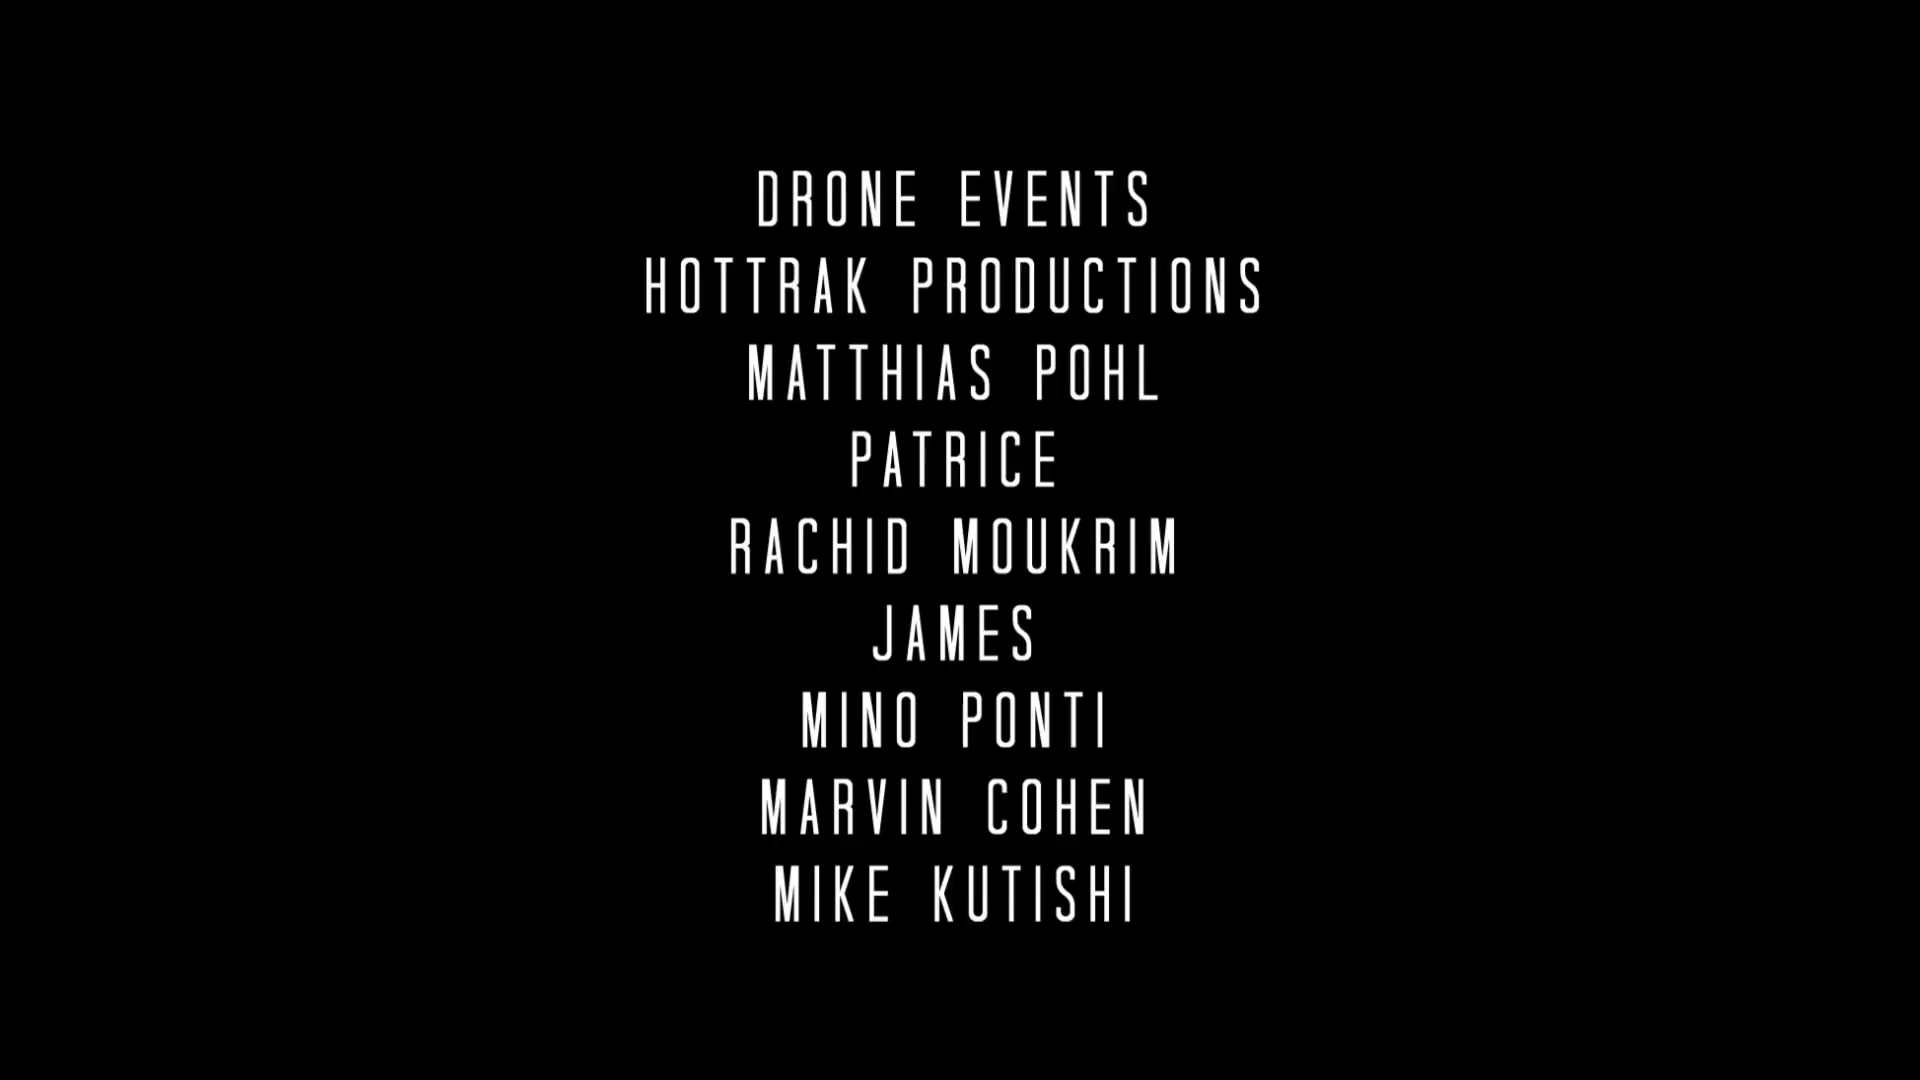 DRONE EVENTS
HOTTRAK PRODUCTIONS
MATTHIAS POHL
PATRICE
RACHID MOUKRIM
JAMES
MINO PONTI
MARVIN COHEN
MIKE KUTISHI